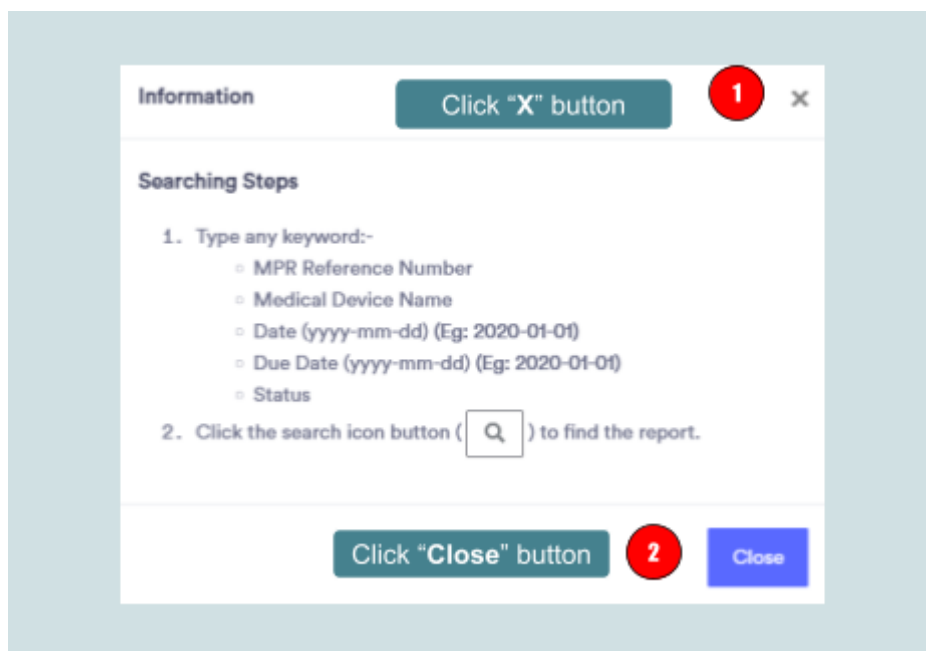 Information
Click “X” button
1
×
Searching Steps
1. Type any keyword:-
◦ MPR Reference Number
◦ Medical Device Name
◦ Date (yyyy-mm-dd) (Eg: 2020-01-01)
◦ Due Date (yyyy-mm-dd) (Eg: 2020-01-01)
◦ Status
2. Click the search icon button ( ) to find the report.
Click “Close” button
2
Close